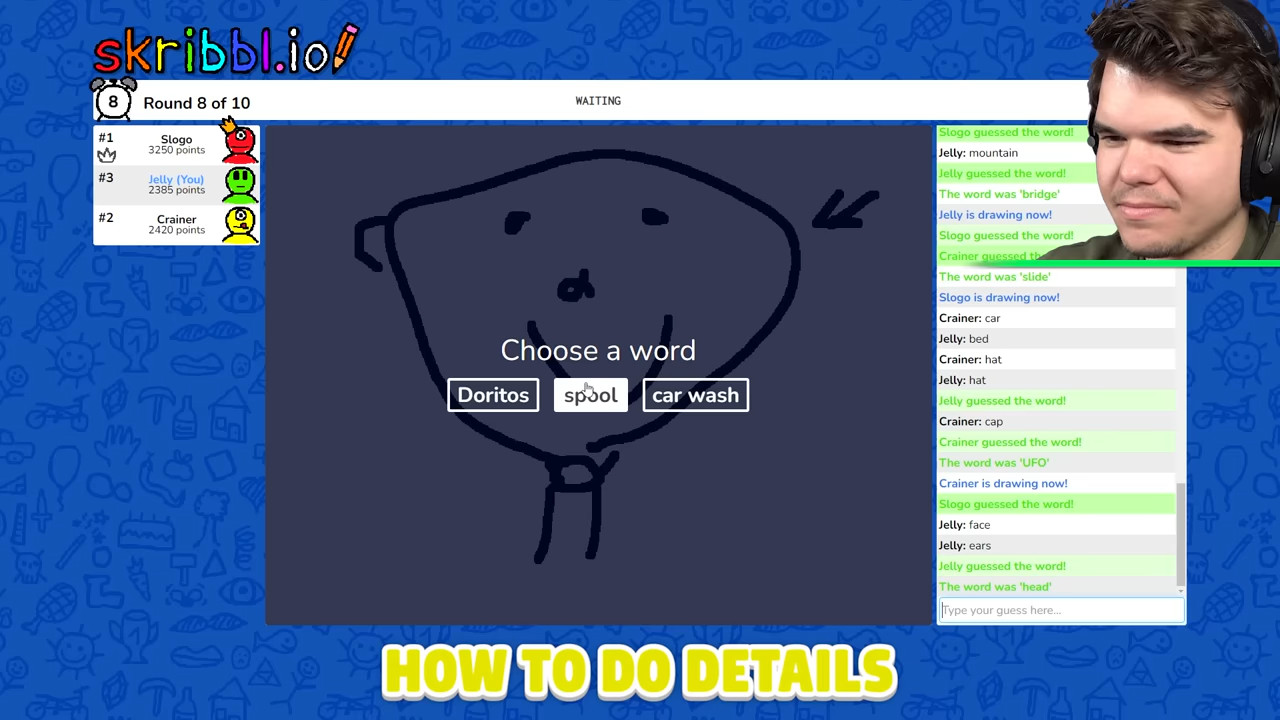 skribbl.io
8
Round 8 of 10
WAITING
#1
Slogo
3250 points
#3
Jelly (You)
2385 points
#2
Crainer
2420 points
Choose a word
Doritos
spool
car wash
Slogo guessed the word!
Jelly: mountain
Jelly guessed the word!
The word was 'bridge'
Jelly is drawing now!
Slogo guessed the word!
Crainer guessed th
The word was 'slide'
Slogo is drawing now!
Crainer: car
Jelly: bed
Crainer: hat
Jelly: hat
Jelly guessed the word!
Crainer: cap
Crainer guessed the word!
The word was 'UFO'
Crainer is drawing now!
Slogo guessed the word!
Jelly: face
Jelly: ears
Jelly guessed the word!
The word was 'head'
Type your guess here...
HOW TO DO DETAILS